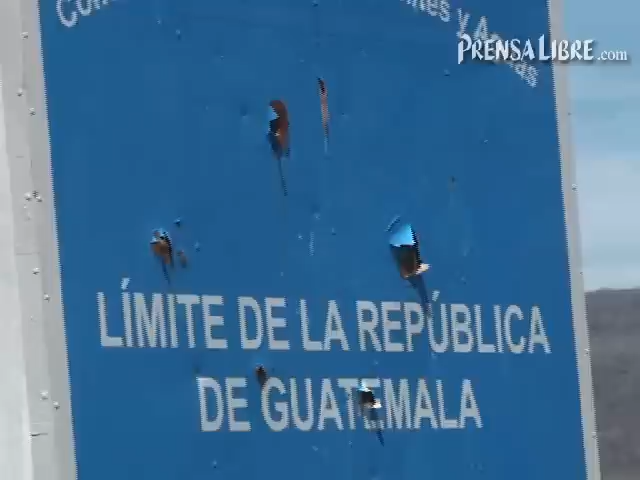 y
PRENSA LIBRE.com
LÍMITE DE LA REPÚBLICA
DE GUATEMALA